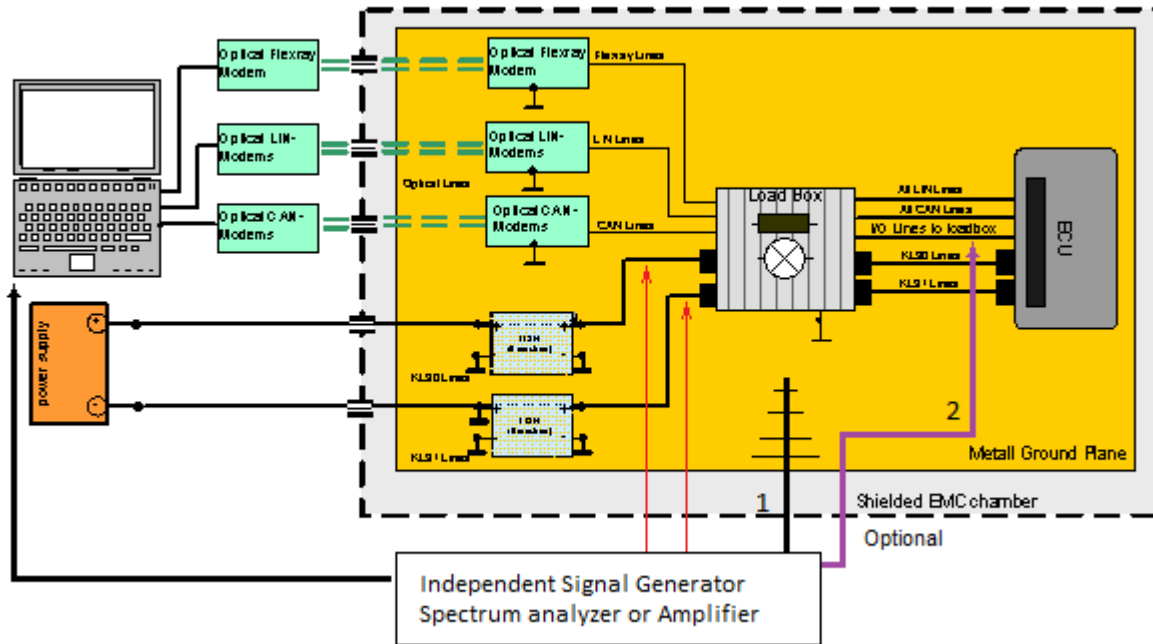 Optical Flexray
Modem
Optical Flexray
Modem
Flexray Lines
Optical LIN-
Modems
Optical LIN-
Modems
LIN Lines
Optical Lines
Optical CAN-
Modems
Optical CAN-
Modems
CAN Lines
Load Box
All LIN Lines
All CAN Lines
I/O Lines to loadbox
KL30 Lines
KL31 Lines
ECU
power supply
+
-
KL30 Lines
KL31 Lines
2
Metall Ground Plane
1
Shielded EMC chamber
Optional
Independent Signal Generator
Spectrum analyzer or Amplifier